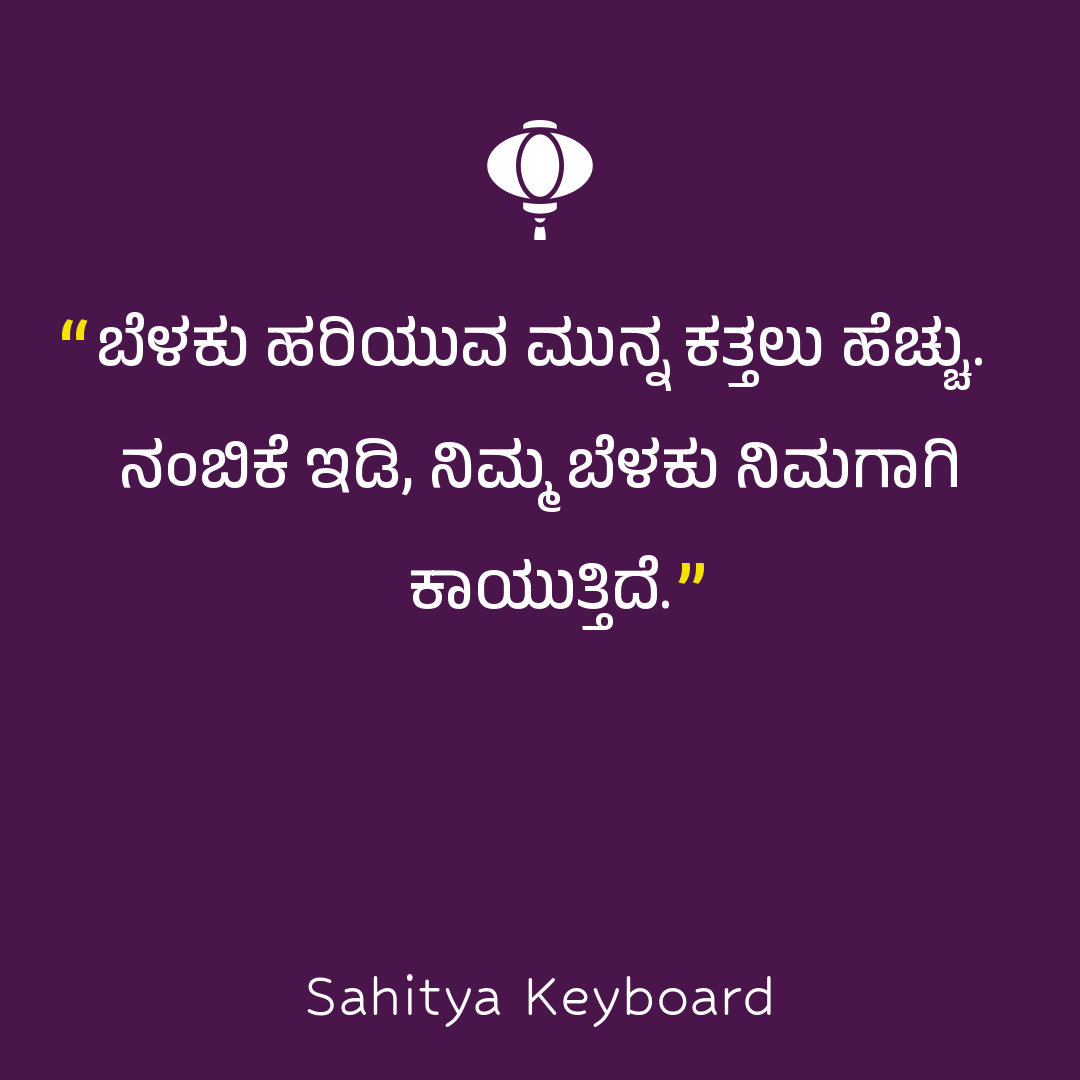 “ಬೆಳಕು ಹರಿಯುವ ಮುನ್ನ ಕತ್ತಲು ಹೆಚ್ಚು.
ನಂಬಿಕೆ ಇಡಿ, ನಿಮ್ಮ ಬೆಳಕು ನಿಮಗಾಗಿ
ಕಾಯುತ್ತಿದೆ.”
Sahitya Keyboard